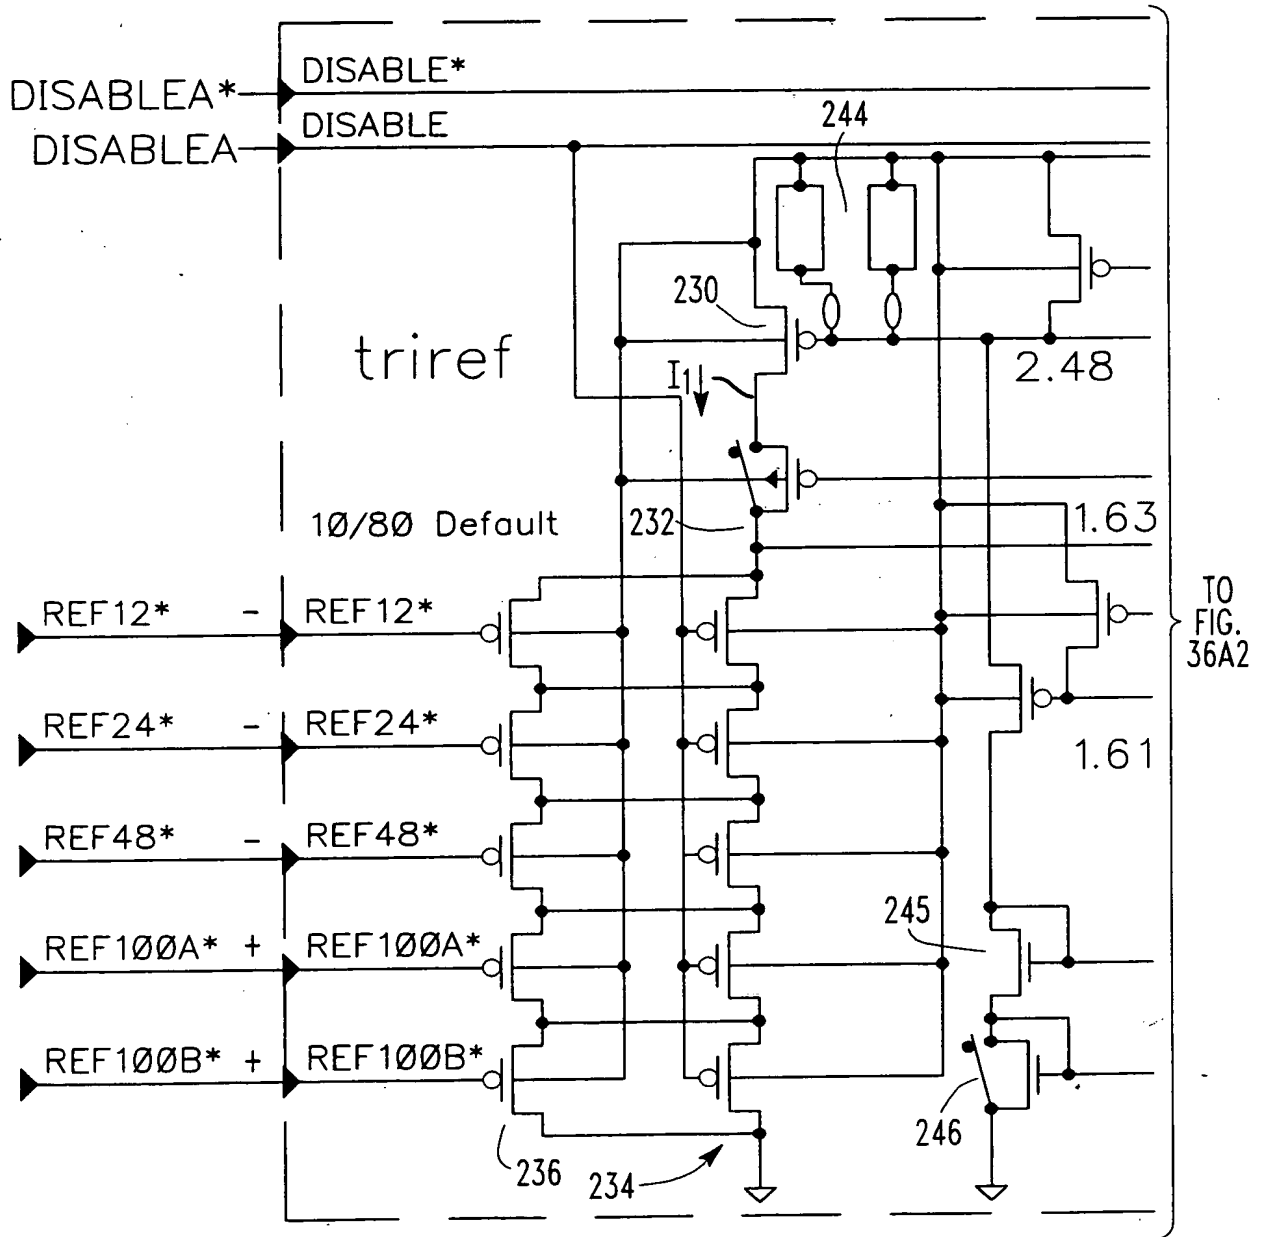 DISABLEA*
DISABLE*
DISABLEA
DISABLE
244
230
triref
I1
2.48
10/80 Default
232
1.63
REF12* -
REF12*
TO
FIG.
36A2
REF24* -
REF24*
1.61
REF48* -
REF48*
245
REF100A* +
REF100A*
REF100B* +
REF100B*
246
236
234